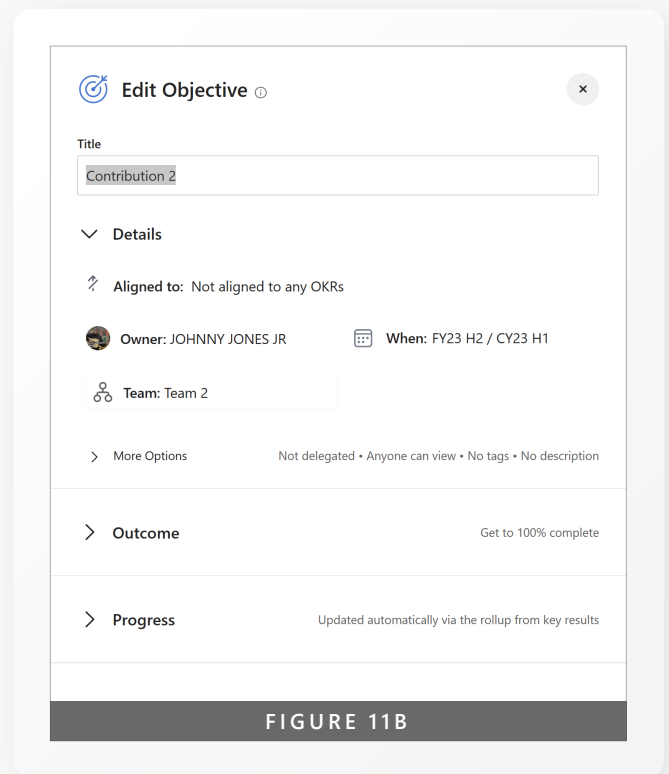 Edit Objective
Title
Contribution 2
Details
Aligned to: Not aligned to any OKRs
Owner: JOHNNY JONES JR When: FY23 H2 / CY23 H1
Team: Team 2
More Options Not delegated • Anyone can view • No tags • No description
Outcome Get to 100% complete
Progress Updated automatically via the rollup from key results
FIGURE 11B